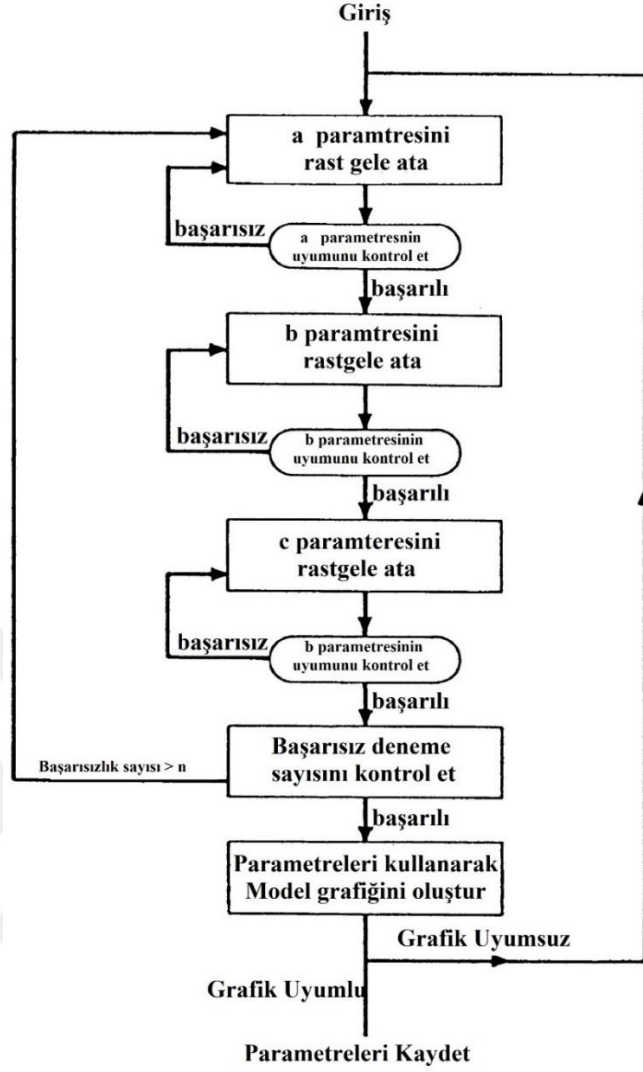 Giriş
a paramtresini
rast gele ata
başarısız
a parametresnin
uyumunu kontrol et
başarılı
b paramtresini
rastgele ata
başarısız
b parametresinin
uyumunu kontrol et
başarılı
c paramteresini
rastgele ata
başarısız
b parametresinin
uyumunu kontrol et
başarılı
Başarısız deneme
sayısını kontrol et
Başarısızlık sayısı > n
başarılı
Parametreleri kullanarak
Model grafiğini oluştur
Grafik Uyumsuz
Grafik Uyumlu
Parametreleri Kaydet